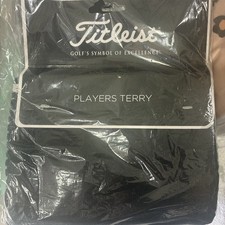 Titleist
GOLF'S SYMBOL OF EXCELLENCE
PLAYERS TERRY